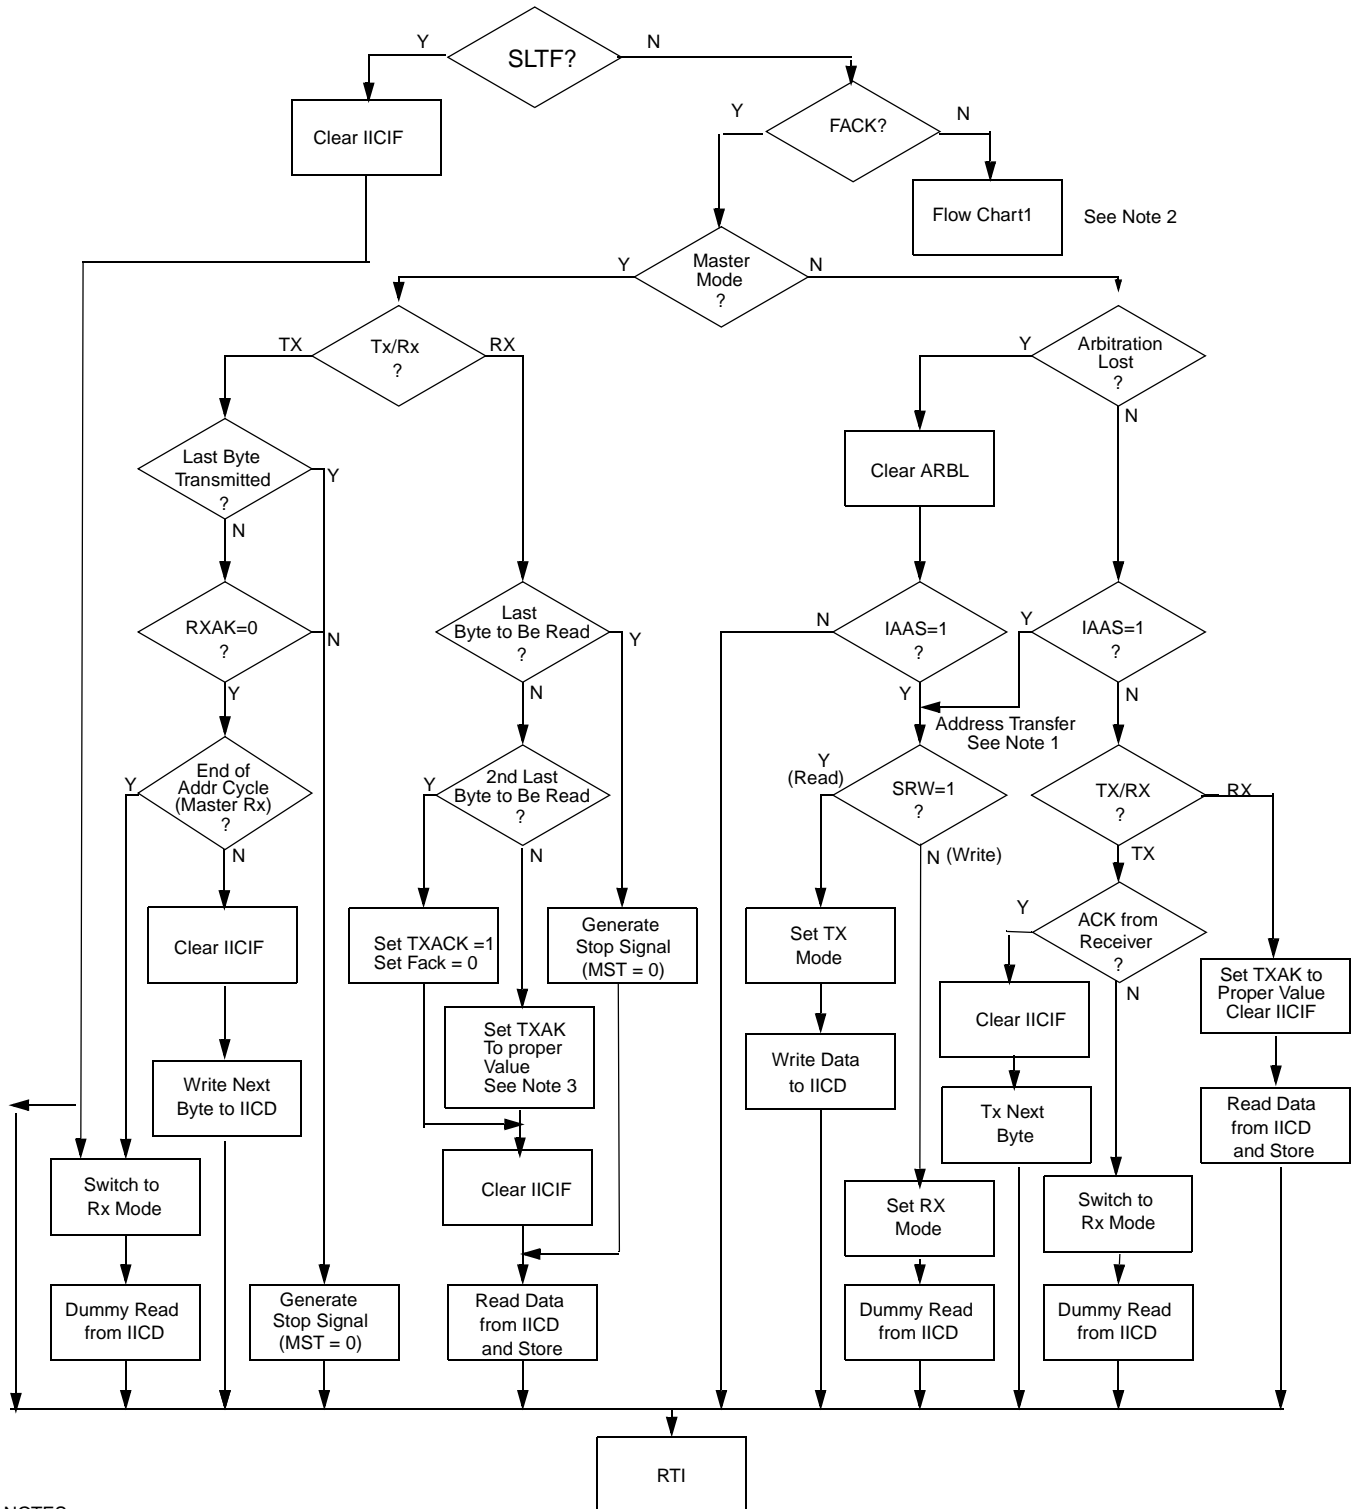 Y
SLTF?
N
Clear IICIF
Y
FACK?
N
Flow Chart1
See Note 2
Y
Master
Mode
?
N
TX
Tx/Rx
?
RX
Y
Arbitration
Lost
?
N
Last Byte
Transmitted
?
Y
N
Clear ARBL
RXAK=0
?
N
Y
Last
Byte to Be Read
?
Y
N
N
IAAS=1
?
Y
Y
IAAS=1
?
N
Address Transfer
See Note 1
Y
End of
Addr Cycle
(Master Rx)
?
N
Y
2nd Last
Byte to Be Read
?
N
Y
(Read)
SRW=1
?
N (Write)
TX/RX
?
RX
TX
Clear IICIF
Set TXACK =1
Set Fack = 0
Generate
Stop Signal
(MST = 0)
Set TX
Mode
Y
ACK from
Receiver
?
N
Set TXAK to
Proper Value
Clear IICIF
Set TXAK
To proper
Value
See Note 3
Clear IICIF
Write Next
Byte to IICD
Write Data
to IICD
Tx Next
Byte
Read Data
from IICD
and Store
Switch to
Rx Mode
Clear IICIF
Set RX
Mode
Switch to
Rx Mode
Dummy Read
from IICD
Generate
Stop Signal
(MST = 0)
Read Data
from IICD
and Store
Dummy Read
from IICD
Dummy Read
from IICD
RTI